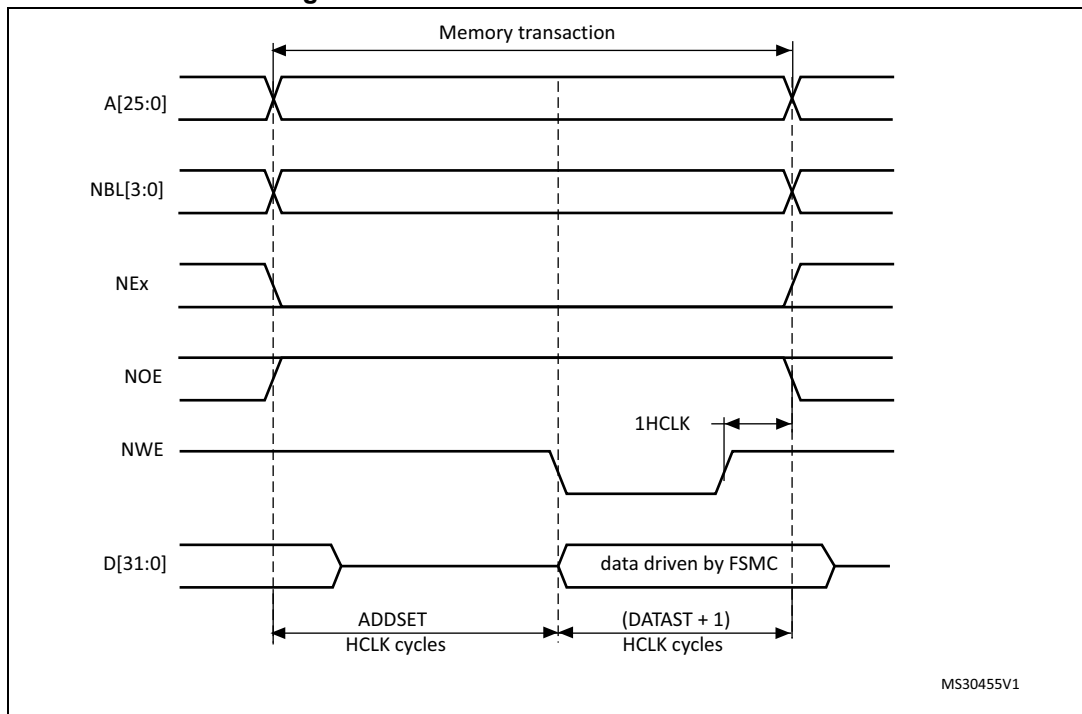 Memory transaction
A[25:0]
NBL[3:0]
NEx
NOE
1HCLK
NWE
D[31:0]
data driven by FSMC
ADDSET
HCLK cycles
(DATAST + 1)
HCLK cycles
MS30455V1